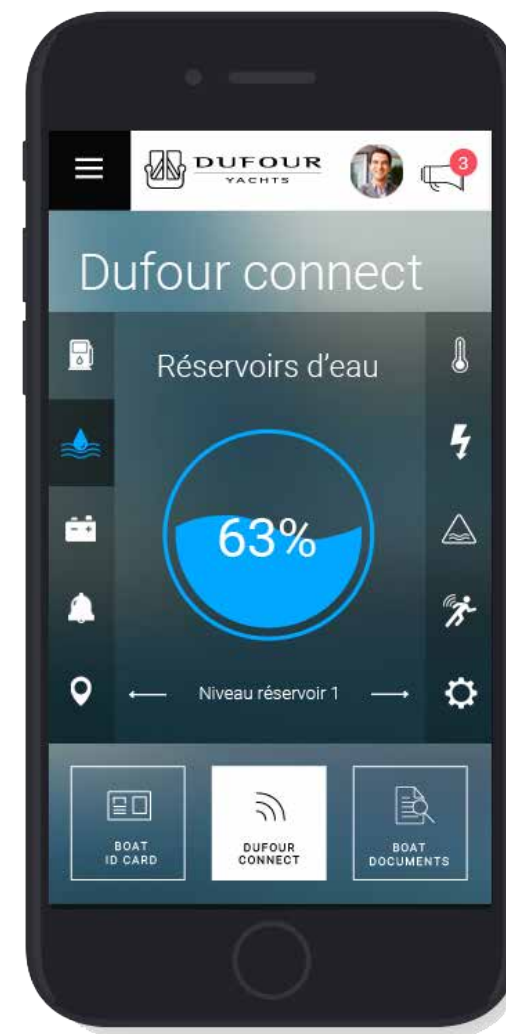 DUFOUR
YACHTS
3
Dufour connect
Réservoirs d’eau
63%
Niveau réservoir 1
BOAT
ID CARD
DUFOUR
CONNECT
BOAT
DOCUMENTS